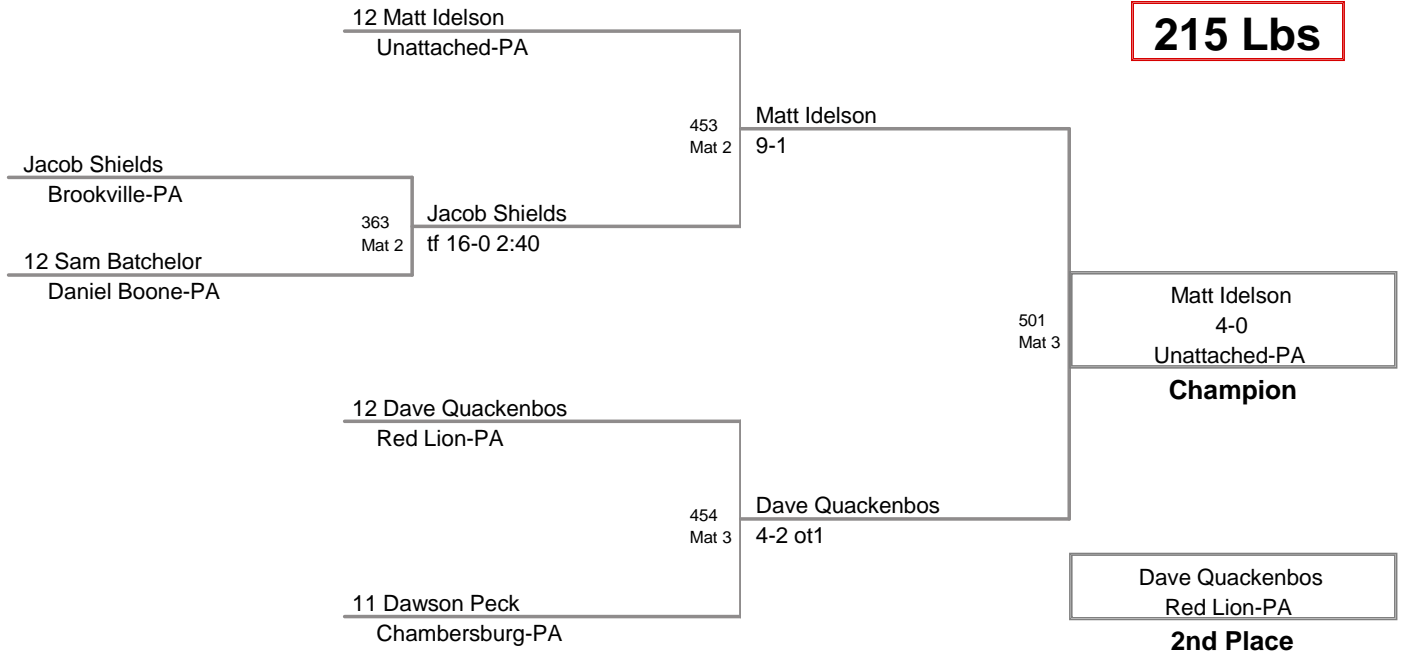 12 Matt Idelson
Unattached-PA
215 Lbs
453
Mat 2
Matt Idelson
9-1
Jacob Shields
Brookville-PA
363
Mat 2
Jacob Shields
tf 16-0 2:40
12 Sam Batchelor
Daniel Boone-PA
501
Mat 3
Matt Idelson
4-0
Unattached-PA
Champion
12 Dave Quackenbos
Red Lion-PA
454
Mat 3
Dave Quackenbos
4-2 ot1
11 Dawson Peck
Chambersburg-PA
Dave Quackenbos
Red Lion-PA
2nd Place